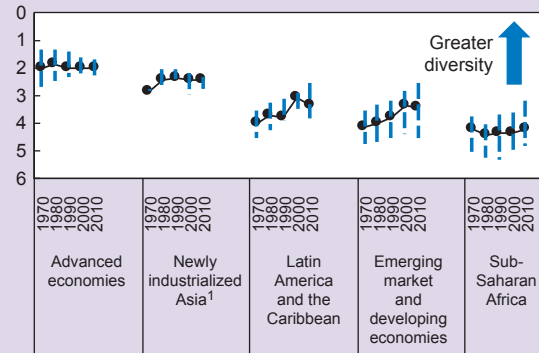 0
1
2
3
4
5
6
Greater
diversity
1970
1980
1990
2000
2010
1970
1980
1990
2000
2010
1970
1980
1990
2000
2010
1970
1980
1990
2000
2010
1970
1980
1990
2000
2010
Advanced
economies
Newly
industrialized
Asia¹
Latin
America
and the
Caribbean
Emerging
market
and
developing
economies
Sub-
Saharan
Africa